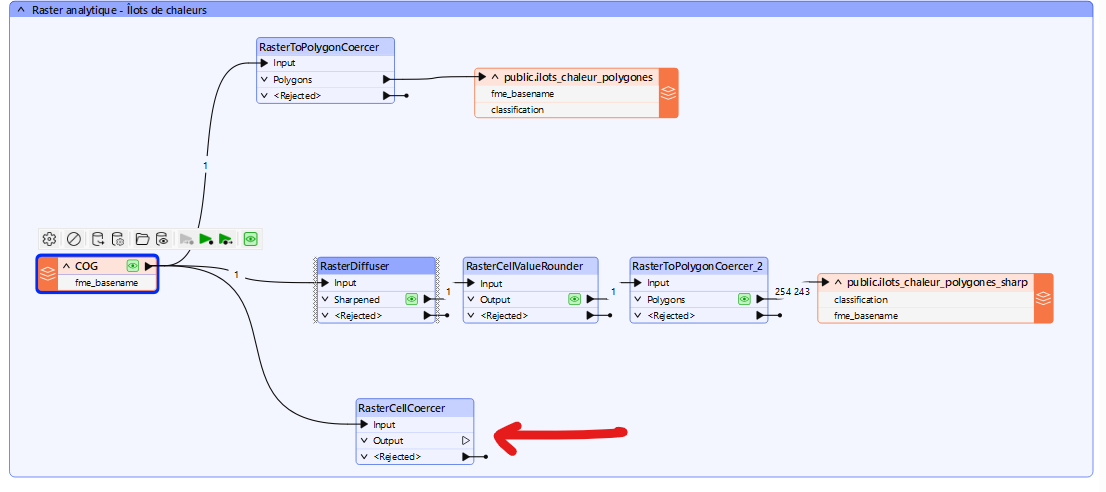 Raster analytique - Îlots de chaleurs
RasterToPolygonCoercer
Input
Polygons
<Rejected>
public.ilots_chaleur_polygones
fme_basename
classification
1
COG
fme_basename
1
RasterDiffuser
Input
Sharpened
<Rejected>
1
RasterCellValueRounder
Input
Output
<Rejected>
1
RasterToPolygonCoercer_2
Input
Polygons
<Rejected>
254 243
public.ilots_chaleur_polygones_sharp
classification
fme_basename
RasterCellCoercer
Input
Output
<Rejected>